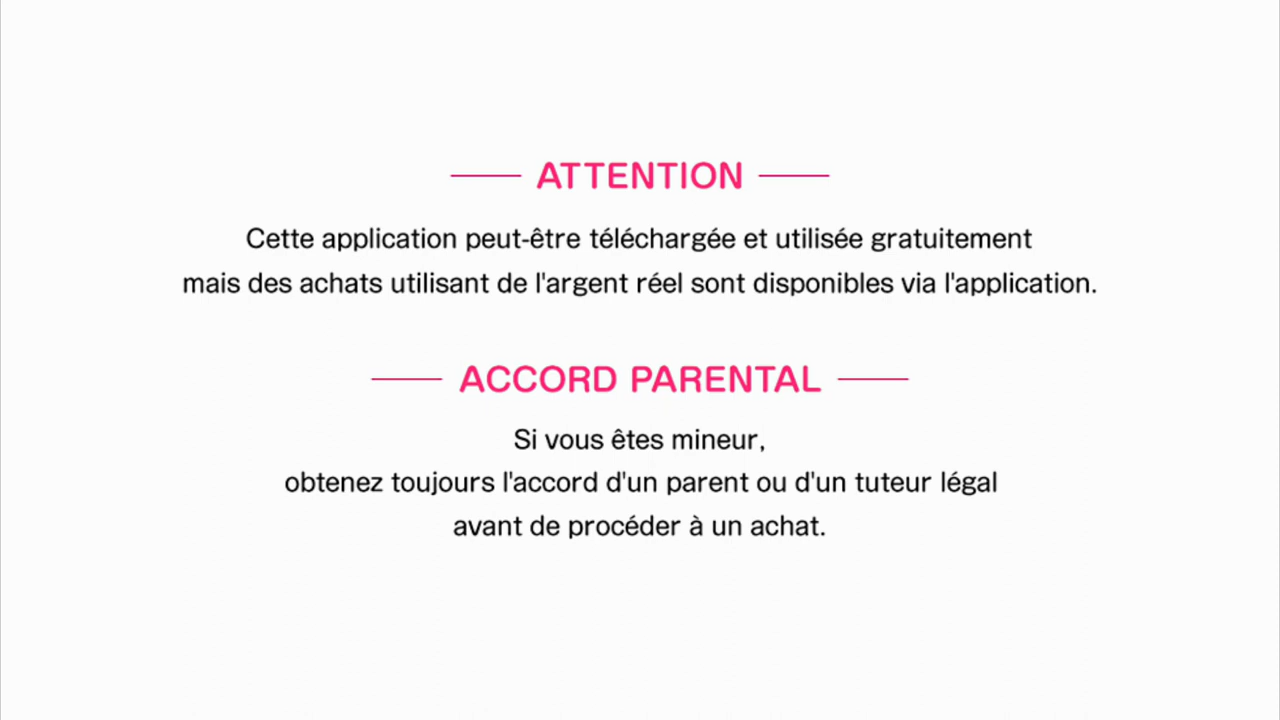 ATTENTION
Cette application peut-être téléchargée et utilisée gratuitement
mais des achats utilisant de l'argent réel sont disponibles via l'application.
ACCORD PARENTAL
Si vous êtes mineur,
obtenez toujours l'accord d'un parent ou d'un tuteur légal
avant de procéder à un achat.